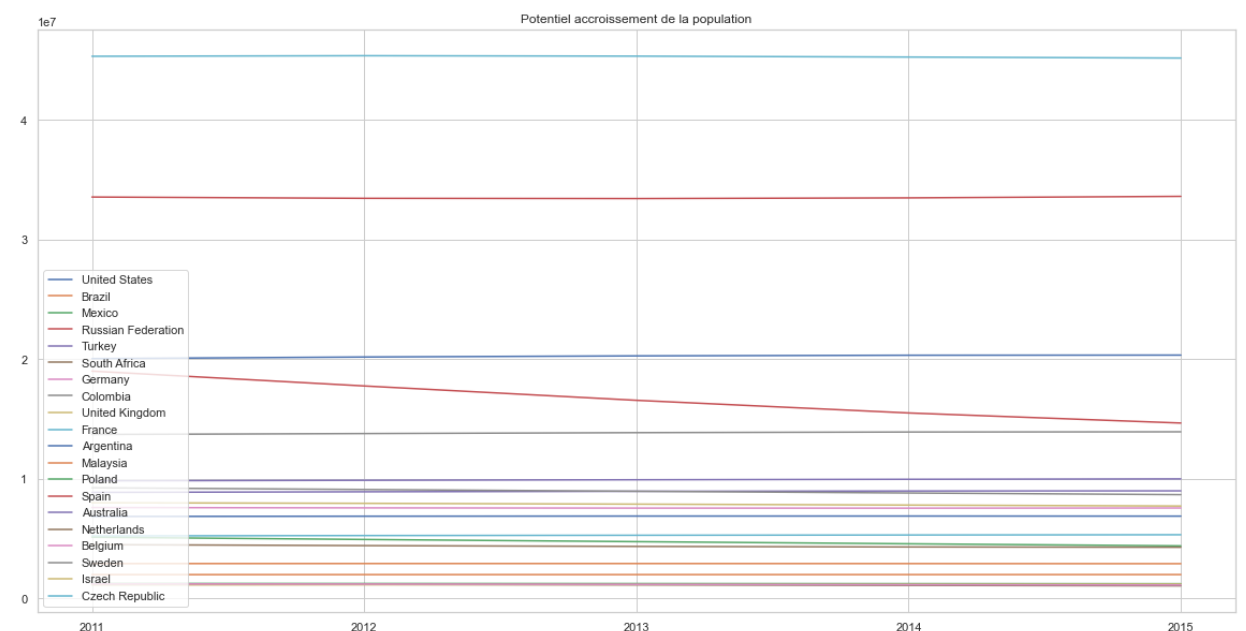 Potentiel accroissement de la population
1e7
4
3
2
1
0
United States
Brazil
Mexico
Russian Federation
Turkey
South Africa
Germany
Colombia
United Kingdom
France
Argentina
Malaysia
Poland
Spain
Australia
Netherlands
Belgium
Sweden
Israel
Czech Republic
2011 2012 2013 2014 2015